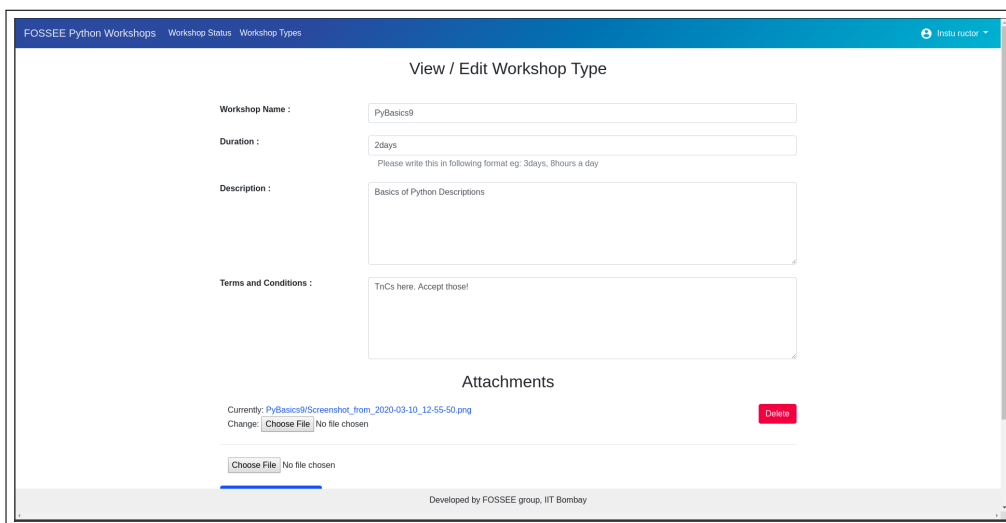 FOSSEE Python Workshops Workshop Status Workshop Types Instu ructor
View / Edit Workshop Type
Workshop Name : PyBasics9
Duration : 2days
Please write this in following format eg: 3days, 8hours a day
Description : Basics of Python Descriptions
Terms and Conditions : TnCs here. Accept those!
Attachments
Currently: PyBasics9/Screenshot_from_2020-03-10_12-55-50.png Delete
Change: Choose File No file chosen
Choose File No file chosen
Developed by FOSSEE group, IIT Bombay